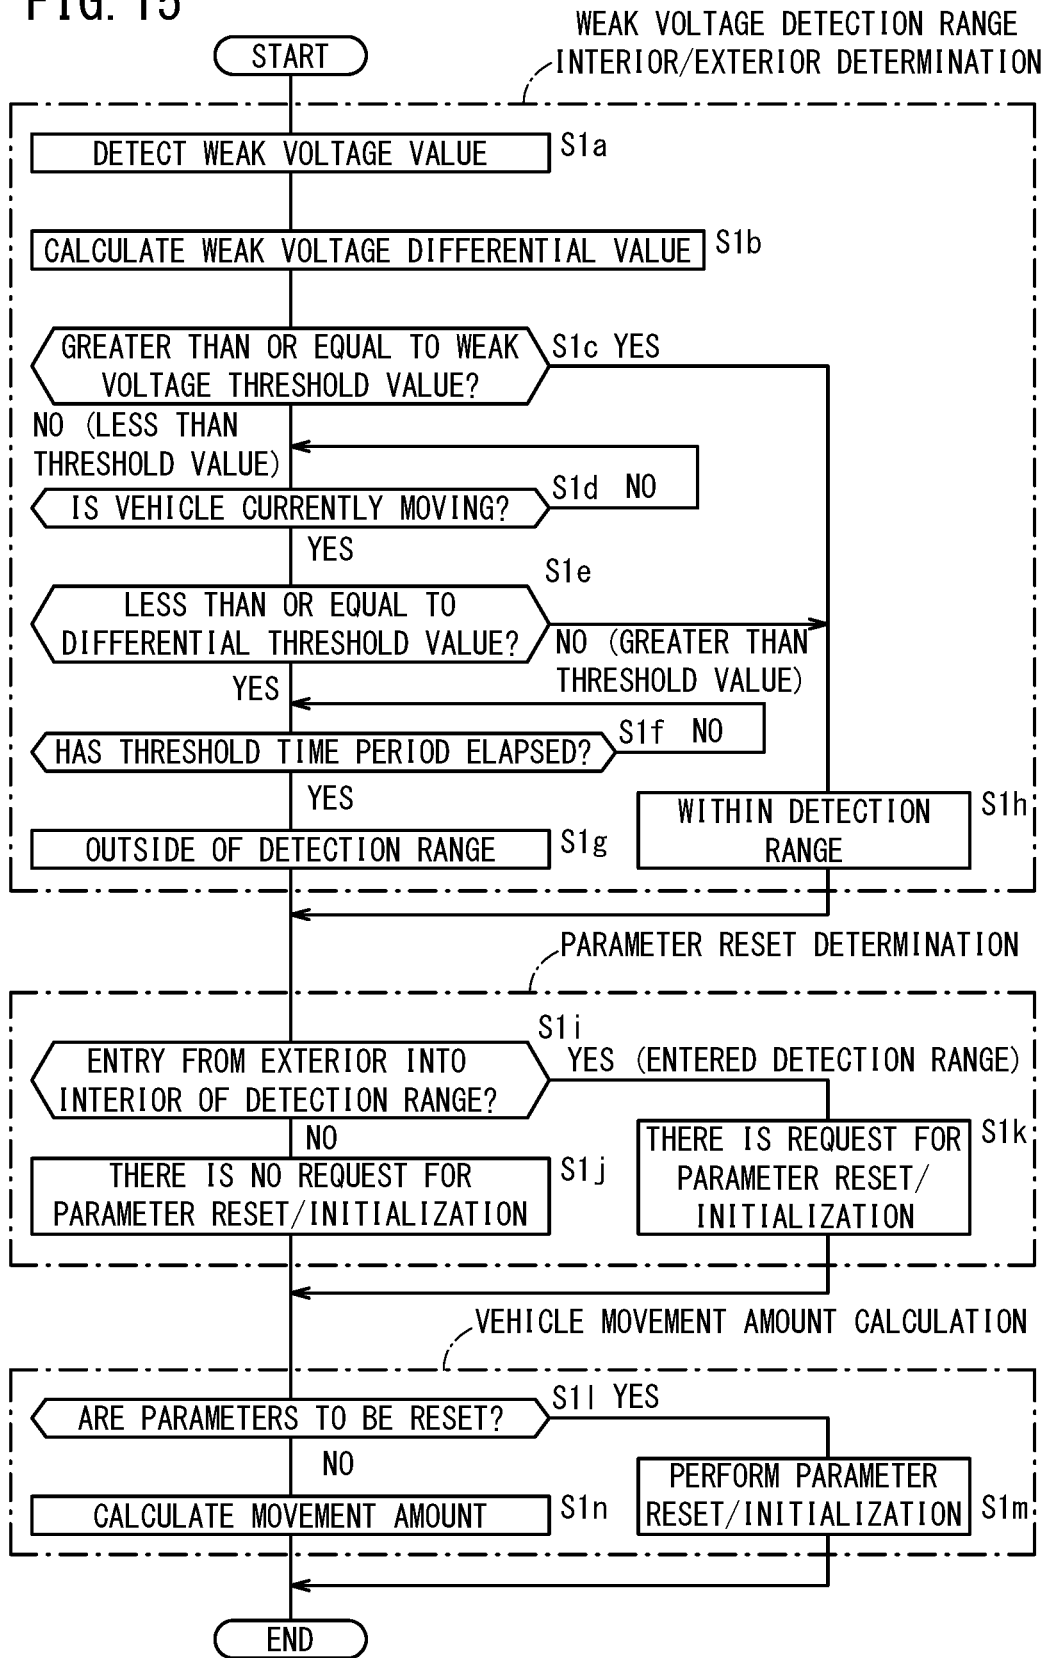 FIG. 15
WEAK VOLTAGE DETECTION RANGE
INTERIOR/EXTERIOR DETERMINATION
START
DETECT WEAK VOLTAGE VALUE
S1a
CALCULATE WEAK VOLTAGE DIFFERENTIAL VALUE
S1b
GREATER THAN OR EQUAL TO WEAK
VOLTAGE THRESHOLD VALUE?
S1c YES
NO (LESS THAN
THRESHOLD VALUE)
IS VEHICLE CURRENTLY MOVING?
S1d NO
YES
S1e
LESS THAN OR EQUAL TO
DIFFERENTIAL THRESHOLD VALUE?
NO (GREATER THAN
THRESHOLD VALUE)
YES
HAS THRESHOLD TIME PERIOD ELAPSED?
S1f NO
YES
OUTSIDE OF DETECTION RANGE
S1g
WITHIN DETECTION
RANGE
S1h
PARAMETER RESET DETERMINATION
S1i
ENTRY FROM EXTERIOR INTO
INTERIOR OF DETECTION RANGE?
YES (ENTERED DETECTION RANGE)
NO
THERE IS NO REQUEST FOR
PARAMETER RESET/INITIALIZATION
S1j
THERE IS REQUEST FOR
PARAMETER RESET/
INITIALIZATION
S1k
VEHICLE MOVEMENT AMOUNT CALCULATION
ARE PARAMETERS TO BE RESET?
S1l YES
NO
CALCULATE MOVEMENT AMOUNT
S1n
PERFORM PARAMETER
RESET/INITIALIZATION
S1m
END